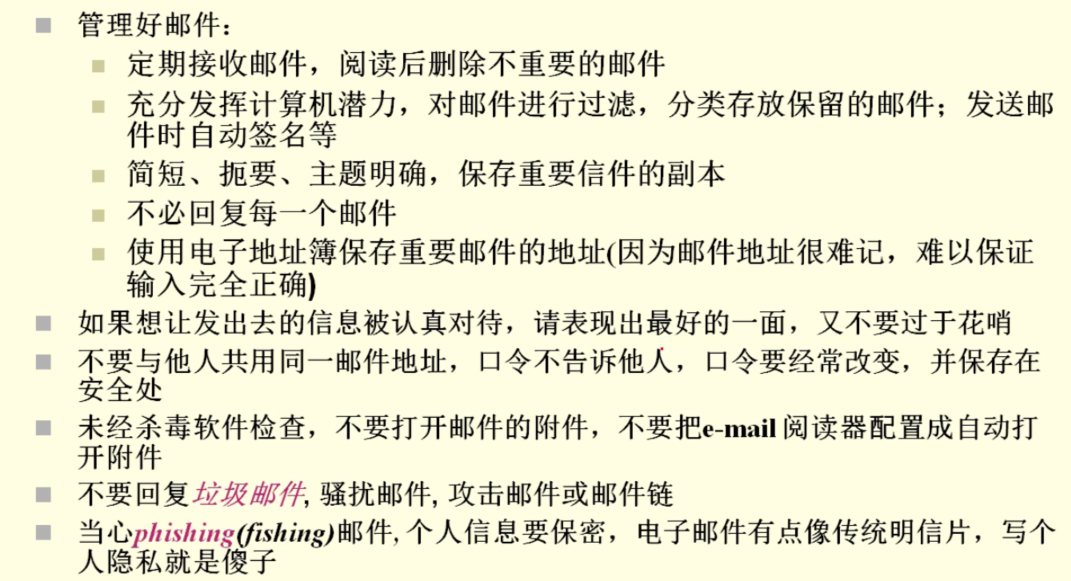 管理好邮件：
定期接收邮件，阅读后删除不重要的邮件
充分发挥计算机潜力，对邮件进行过滤，分类存放保留的邮件；发送邮
件时自动签名等
简短、扼要、主题明确，保存重要信件的副本
不必回复每一个邮件
使用电子地址簿保存重要邮件的地址(因为邮件地址很难记，难以保证
输入完全正确)
如果想让发出去的信息被认真对待，请表现出最好的一面，又不要过于花哨
不要与他人共用同一邮件地址，口令不告诉他人，口令要经常改变，并保存在
安全处
未经杀毒软件检查，不要打开邮件的附件，不要把e-mail 阅读器配置成自动打
开附件
不要回复垃圾邮件, 骚扰邮件, 攻击邮件或邮件链
当心phishing(fishing)邮件, 个人信息要保密，电子邮件有点像传统明信片，写个
人隐私就是傻子